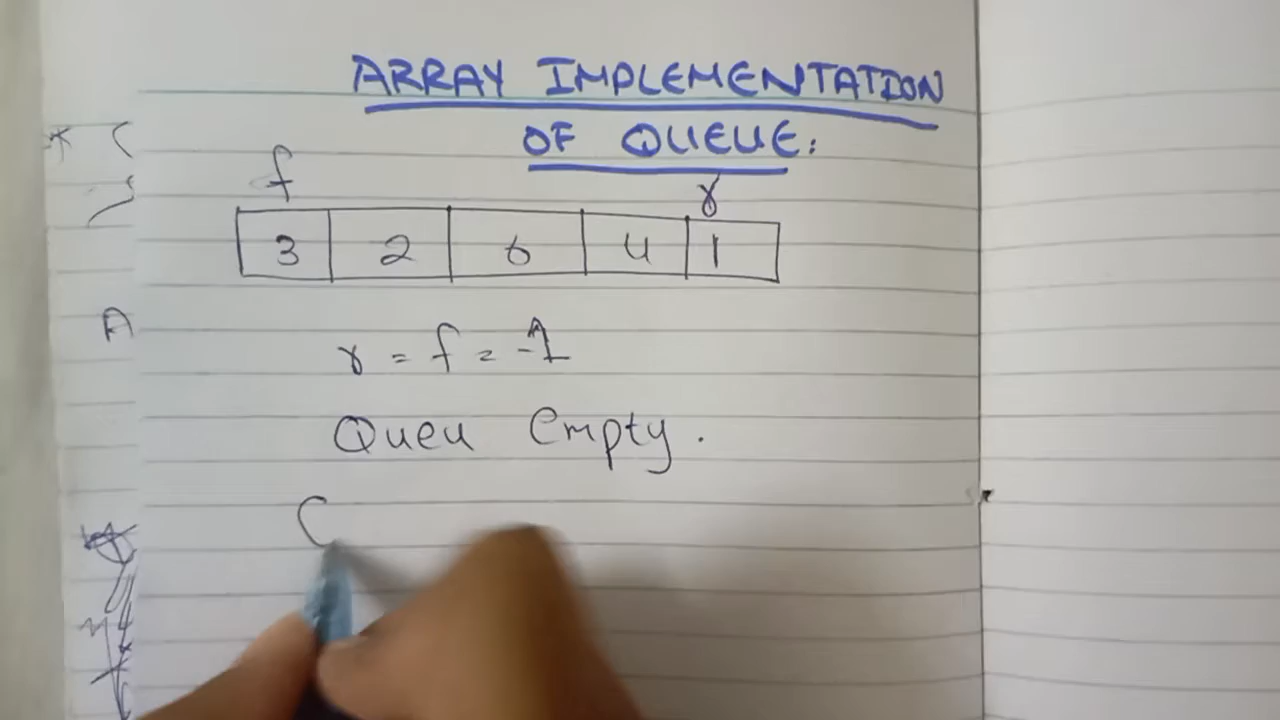 ARRAY IMPLEMENTATION
OF QUEUE:
f r
3 2 6 4 1
r = f = -1
Queu Empty.
A